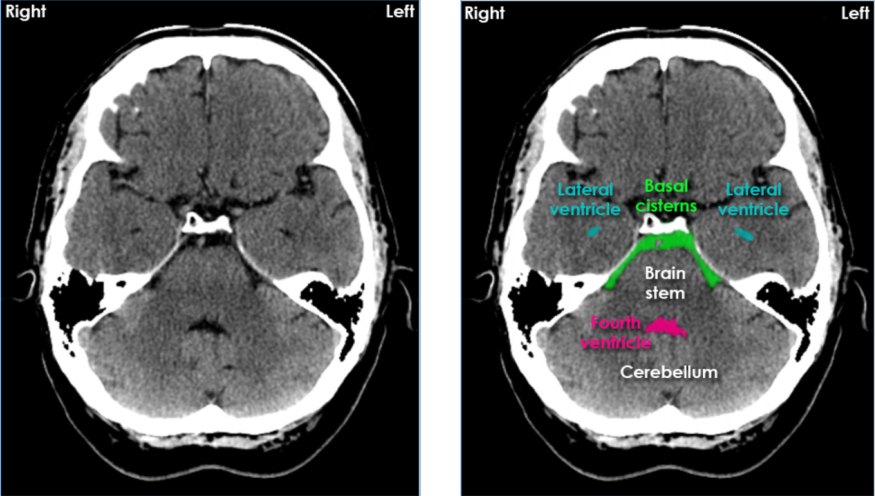 Right
Left
Right
Left
Lateral
ventricle
Basal
cisterns
Lateral
ventricle
Brain
stem
Fourth
ventricle
Cerebellum